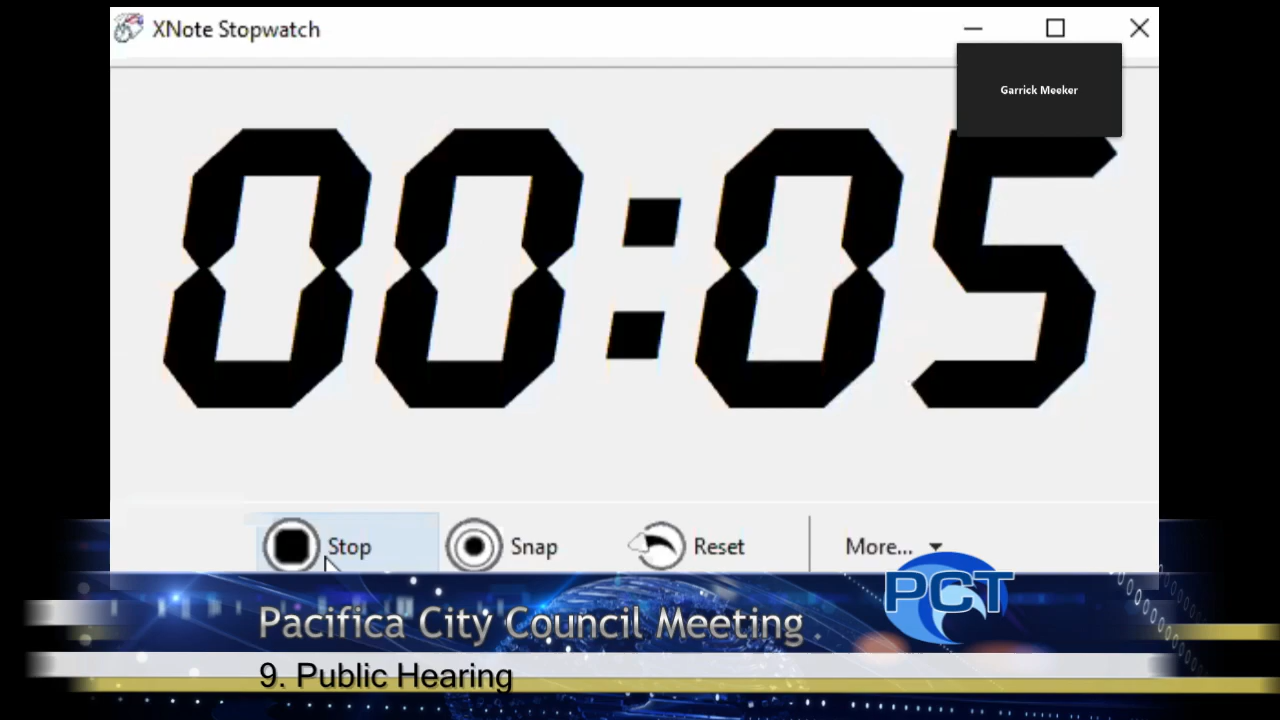 XNote Stopwatch
Garrick Meeker
00:05
Stop
Snap
Reset
More...
PCT
Pacifica City Council Meeting
9. Public Hearing